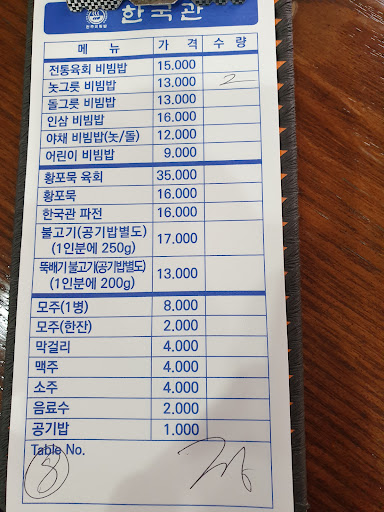 한국관
메 뉴 가 격 수 량
전통육회 비빔밥 15.000
놋그릇 비빔밥 13.000 2
돌그릇 비빔밥 13.000
인삼 비빔밥 16.000
야채 비빔밥(놋/돌) 12.000
어린이 비빔밥 9.000
황포묵 육회 35.000
황포묵 16.000
한국관 파전 16.000
불고기(공기밥별도)
(1인분에 250g) 17.000
뚝배기 불고기(공기밥별도)
(1인분에 200g) 13.000
모주(1병) 8.000
모주(한잔) 2.000
막걸리 4.000
맥주 4.000
소주 4.000
음료수 2.000
공기밥 1.000
Table No.
8